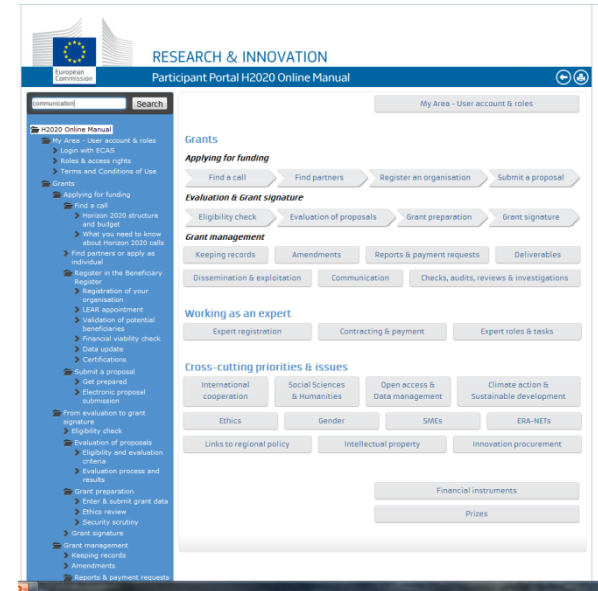 European
Commission
RESEARCH & INNOVATION
Participant Portal H2020 Online Manual
communication
Search
H2020 Online Manual
My Area - User account & roles
Login with ECAS
Roles & access rights
Terms and Conditions of Use
Grants
Applying for funding
Find a call
Horizon 2020 structure
and budget
What you need to know
about Horizon 2020 calls
Find partners or apply as
individual
Register in the Beneficiary
Register
Registration of your
organisation
LEAR appointment
Validation of potential
beneficiaries
Financial viability check
Data update
Certifications
Submit a proposal
Get prepared
Electronic proposal
submission
From evaluation to grant
signature
Eligibility check
Evaluation of proposals
Eligibility and evaluation
criteria
Evaluation process and
results
Grant preparation
Enter & submit grant data
Ethics review
Security scrutiny
Grant signature
Grant management
Keeping records
Amendments
Reports & payment requests
My Area - User account & roles
Grants
Applying for funding
Find a call Find partners Register an organisation Submit a proposal
Evaluation & Grant signature
Eligibility check Evaluation of proposals Grant preparation Grant signature
Grant management
Keeping records Amendments Reports & payment requests Deliverables
Dissemination & exploitation Communication Checks, audits, reviews & investigations
Working as an expert
Expert registration Contracting & payment Expert roles & tasks
Cross-cutting priorities & issues
International Social Sciences Open access & Climate action &
cooperation & Humanities Data management Sustainable development
Ethics Gender SMEs ERA-NETs
Links to regional policy Intellectual property Innovation procurement
Financial instruments
Prizes